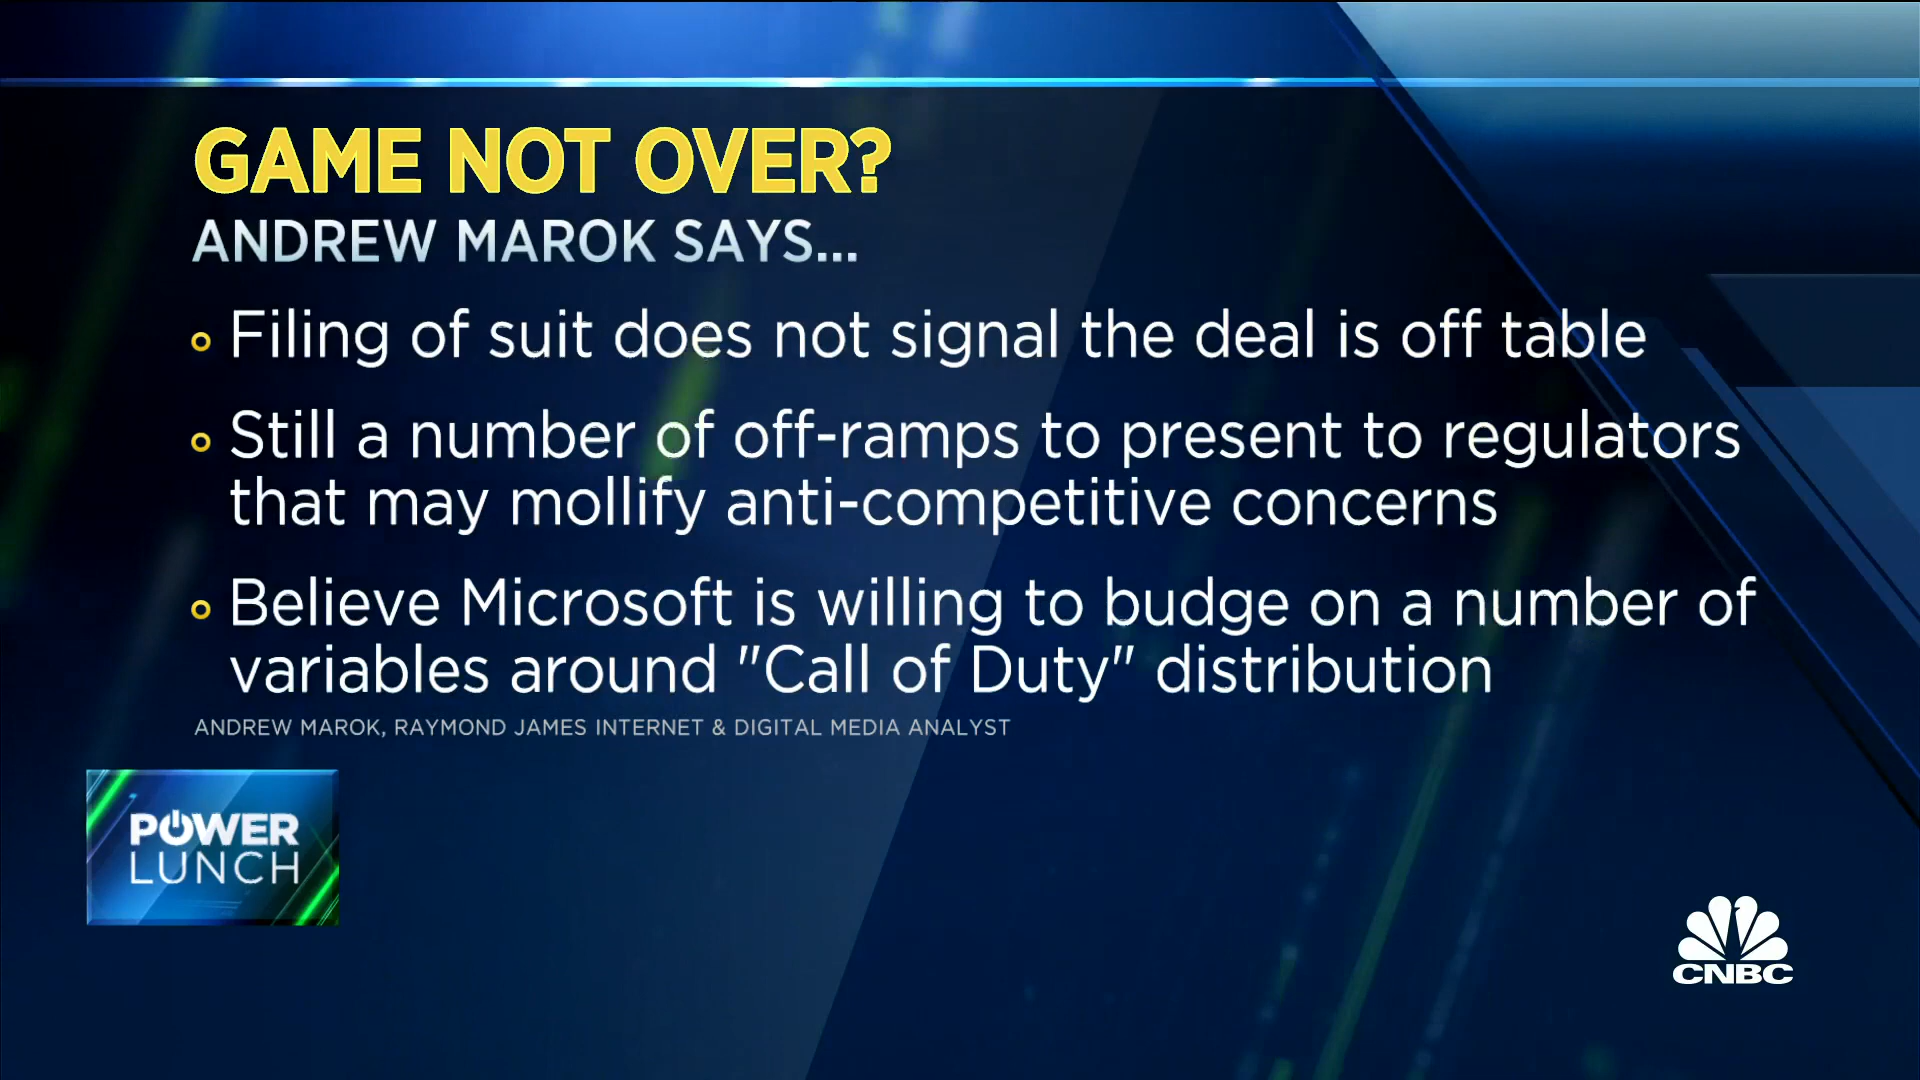 GAME NOT OVER?
ANDREW MAROK SAYS...
Filing of suit does not signal the deal is off table
Still a number of off-ramps to present to regulators
that may mollify anti-competitive concerns
Believe Microsoft is willing to budge on a number of
variables around "Call of Duty" distribution
ANDREW MAROK, RAYMOND JAMES INTERNET & DIGITAL MEDIA ANALYST
POWER
LUNCH
CNBC